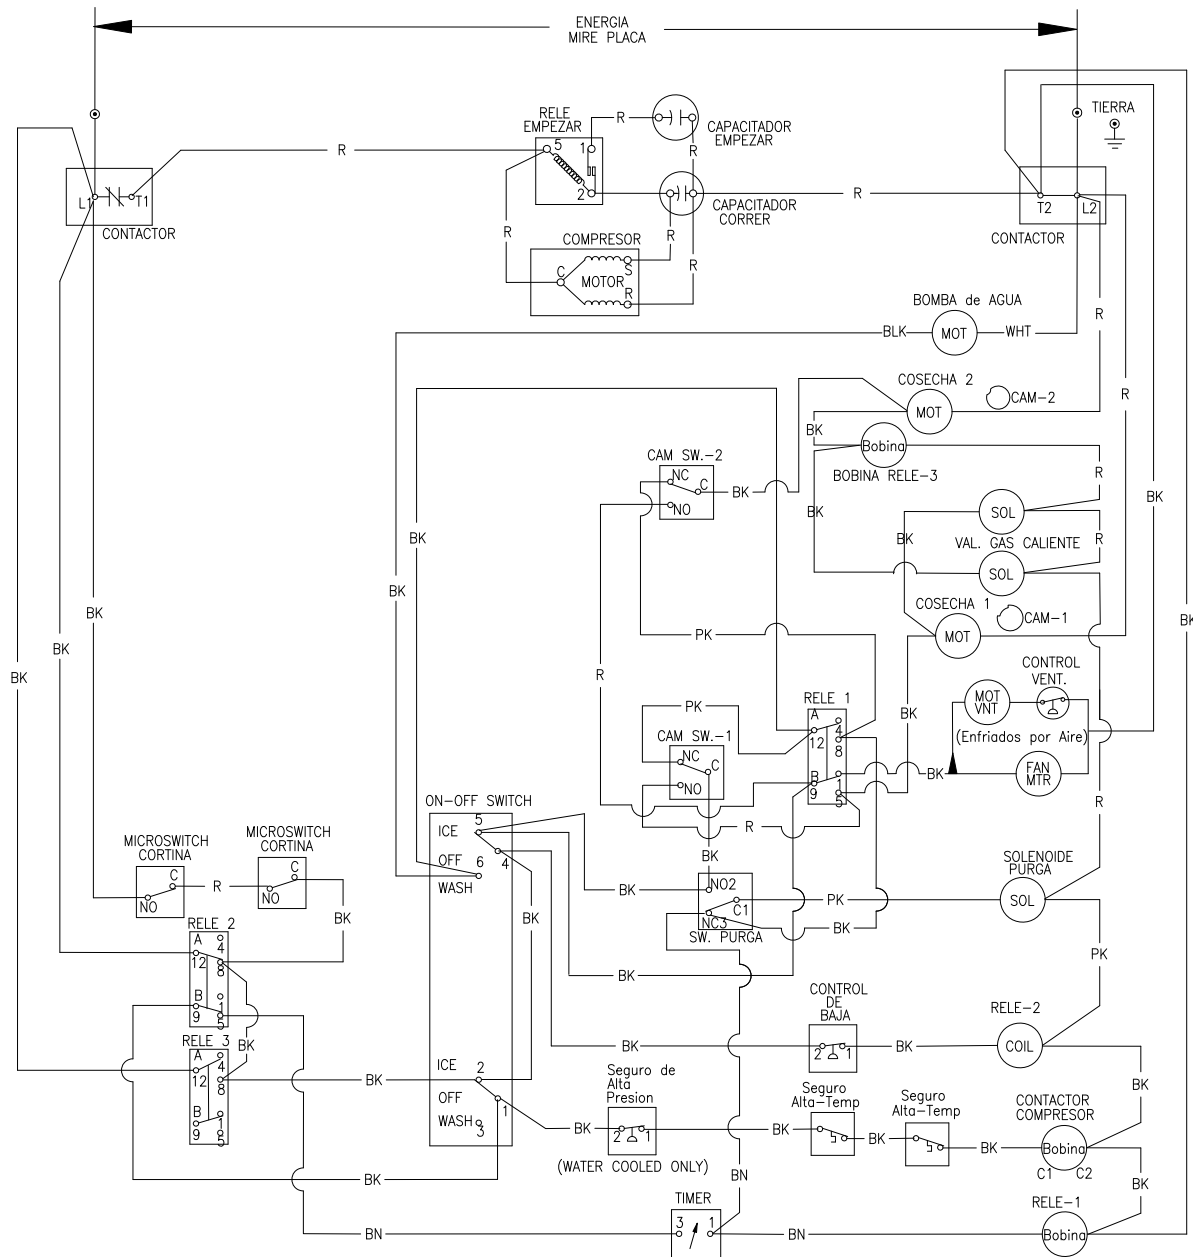 ENERGIA
MIRE PLACA
RELE
EMPEZAR
R
CAPACITADOR
EMPEZAR
TIERRA
R
5
1
2
R
L1
T1
CONTACTOR
R
T2
L2
CONTACTOR
CAPACITADOR
CORRER
R
R
R
COMPRESOR
C
MOTOR
S
R
BOMBA de AGUA
BLK
MOT
WHT
R
COSECHA 2
MOT
CAM-2
R
BK
Bobina
BOBINA RELE-3
CAM SW.-2
NC
C
NO
BK
R
BK
SOL
BK
BK
VAL. GAS CALIENTE
R
SOL
BK
BK
COSECHA 1
MOT
CAM-1
BK
BK
BK
PK
BK
R
CONTROL
VENT.
MOT
VNT
(Enfriados por Aire)
FAN
MTR
RELE 1
A
4
12
8
B
1
9
5
PK
BK
BK
CAM SW.-1
NC
C
NO
R
R
BK
ON-OFF SWITCH
ICE
5
4
OFF
6
WASH
MICROSWITCH
CORTINA
C
NO
R
MICROSWITCH
CORTINA
C
NO
BK
BK
BK
NO2
C1
NC3
SW. PURGA
PK
BK
SOLENOIDE
PURGA
SOL
RELE 2
A
4
12
8
B
1
9
5
BK
PK
CONTROL
DE
BAJA
2
1
BK
BK
RELE-2
COIL
RELE 3
A
4
12
8
B
1
9
5
BK
BK
ICE
2
OFF
1
WASH
3
Seguro de
Alta
Presion
2
1
BK
(WATER COOLED ONLY)
BK
Seguro
Alta-Temp
BK
Seguro
Alta-Temp
BK
CONTACTOR
COMPRESOR
Bobina
C1
C2
BK
BK
BK
BN
TIMER
3
1
BN
BN
RELE-1
Bobina